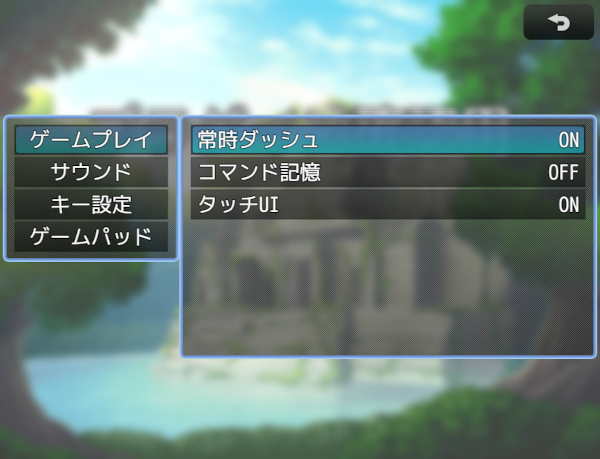 ゲームプレイ
サウンド
キー設定
ゲームパッド
常時ダッシュ ON
コマンド記憶 OFF
タッチUI ON